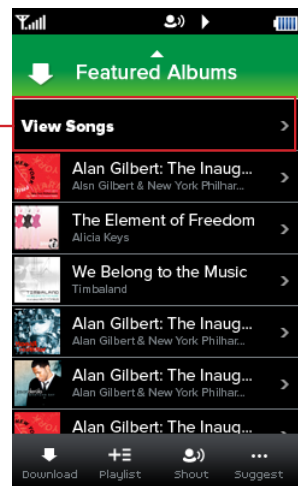 Featured Albums
View Songs
Alan Gilbert: The Inaug...
Alsn Gilbert & New York Philhar...
The Element of Freedom
Alicia Keys
We Belong to the Music
Timbaland
Alan Gilbert: The Inaug...
Alan Gilbert & New York Philhar...
Alan Gilbert: The Inaug...
Alan Gilbert & New York Philhar...
Alan Gilbert: The Inaug...
Download Playlist Shout Suggest